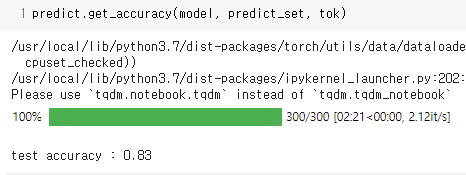 1 predict.get_accuracy(model, predict_set, tok)
/usr/local/lib/python3.7/dist-packages/torch/utils/data/dataloade
cpuset_checked))
/usr/local/lib/python3.7/dist-packages/ipykernel_launcher.py:202:
Please use `tqdm.notebook.tqdm` instead of `tqdm.tqdm_notebook`
100% 300/300 [02:21<00:00, 2.12it/s]
test accuracy : 0.83